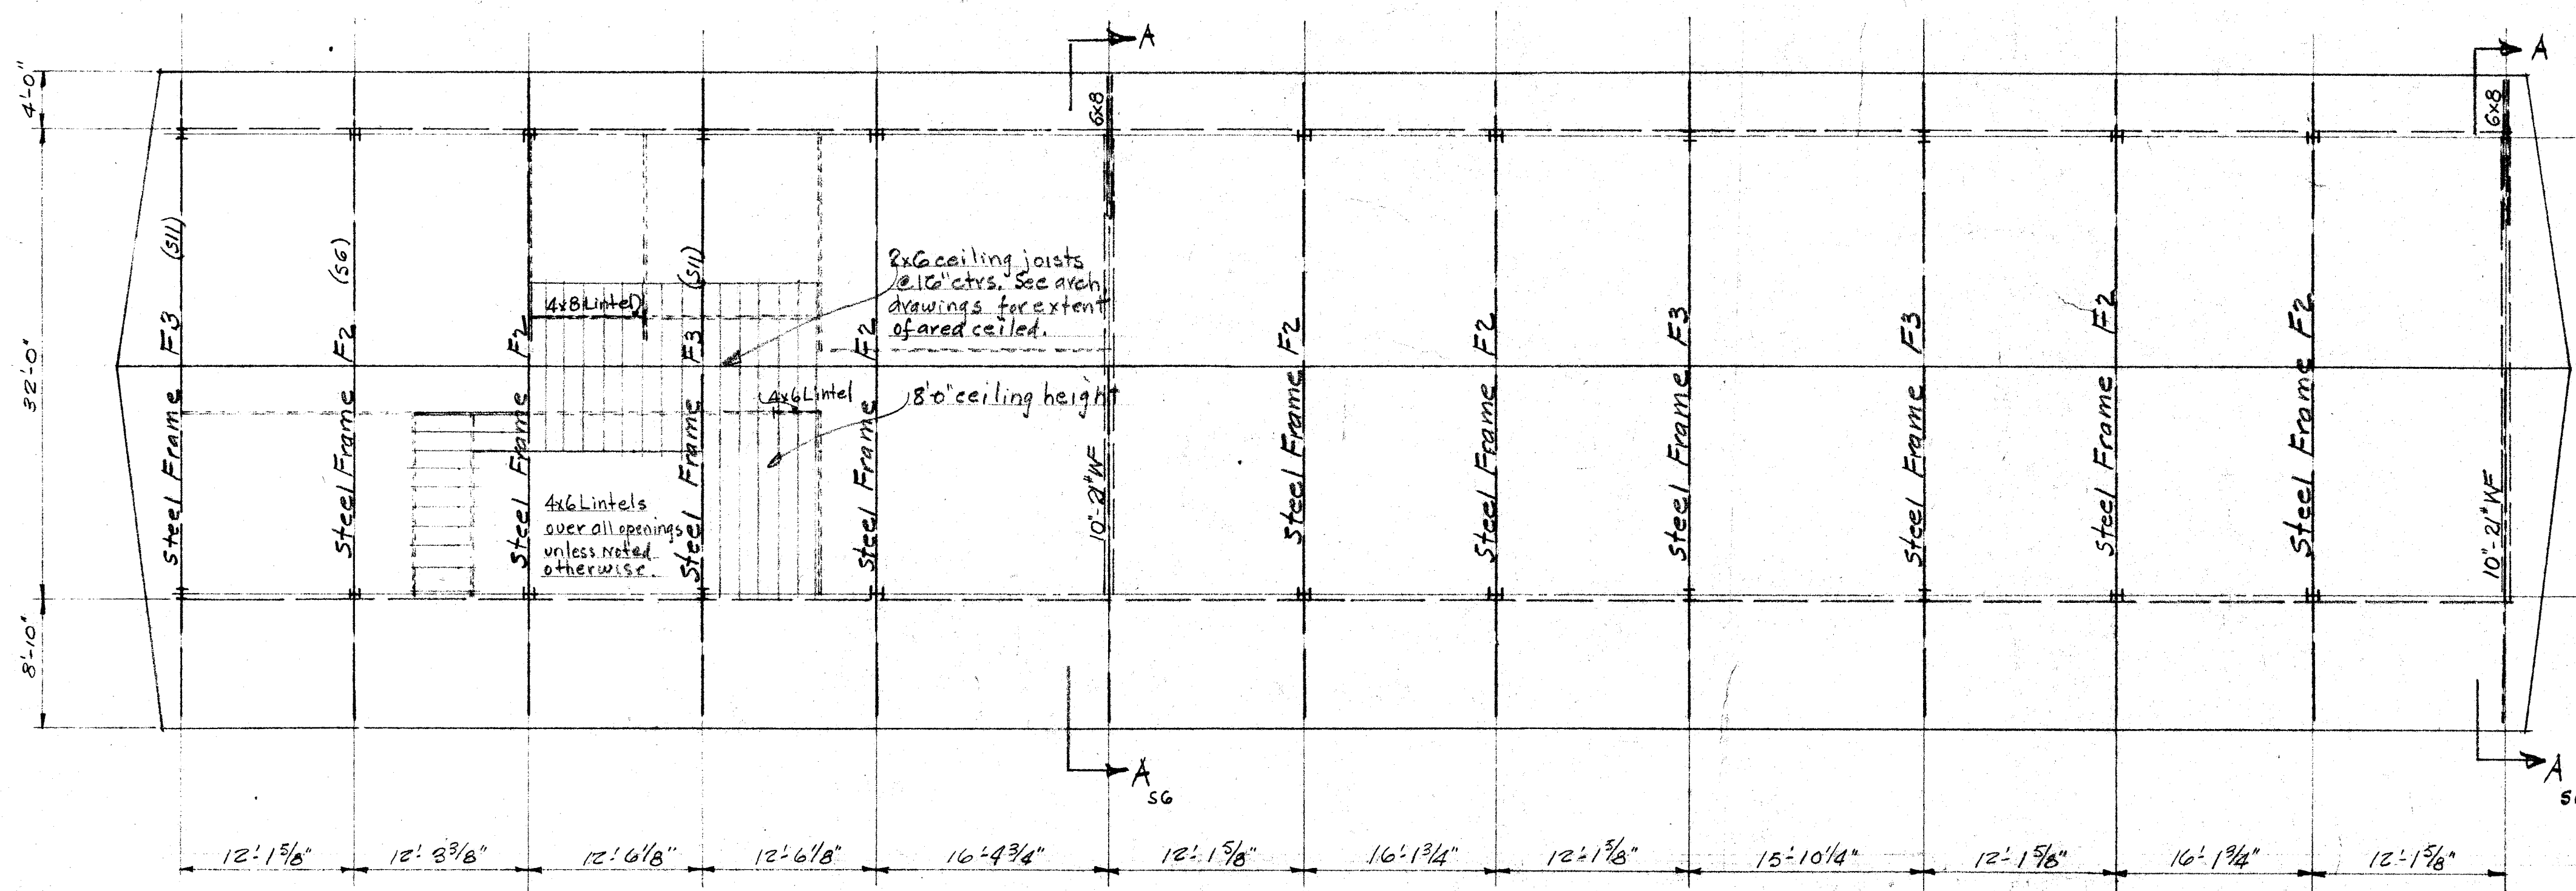 A
A
4'-0"
6x8
6x8
32'-0"
8'-10"
Steel Frame F3 (S11)
Steel Frame F2 (S6)
Steel Frame F2
Steel Frame F3 (S11)
Steel Frame F2
10"-21#WF
Steel Frame F2
Steel Frame F2
Steel Frame F3
Steel Frame F3
Steel Frame F2
Steel Frame F2
10"-21#WF
2x6 ceiling joists
@16"ctrs. See arch
drawings for extent
of area ceiled.
4x8 Lintel
4x6 Lintel
8'0" ceiling height
4x6 Lintels
over all openings
unless noted
otherwise.
A
S6
A
12'-1 5/8"
12'-3 3/8"
12'-6 1/8"
12'-6 1/8"
16'-4 3/4"
12'-1 5/8"
16'-1 3/4"
12'-1 5/8"
15'-10 1/4"
12'-1 5/8"
16'-1 3/4"
12'-1 5/8"